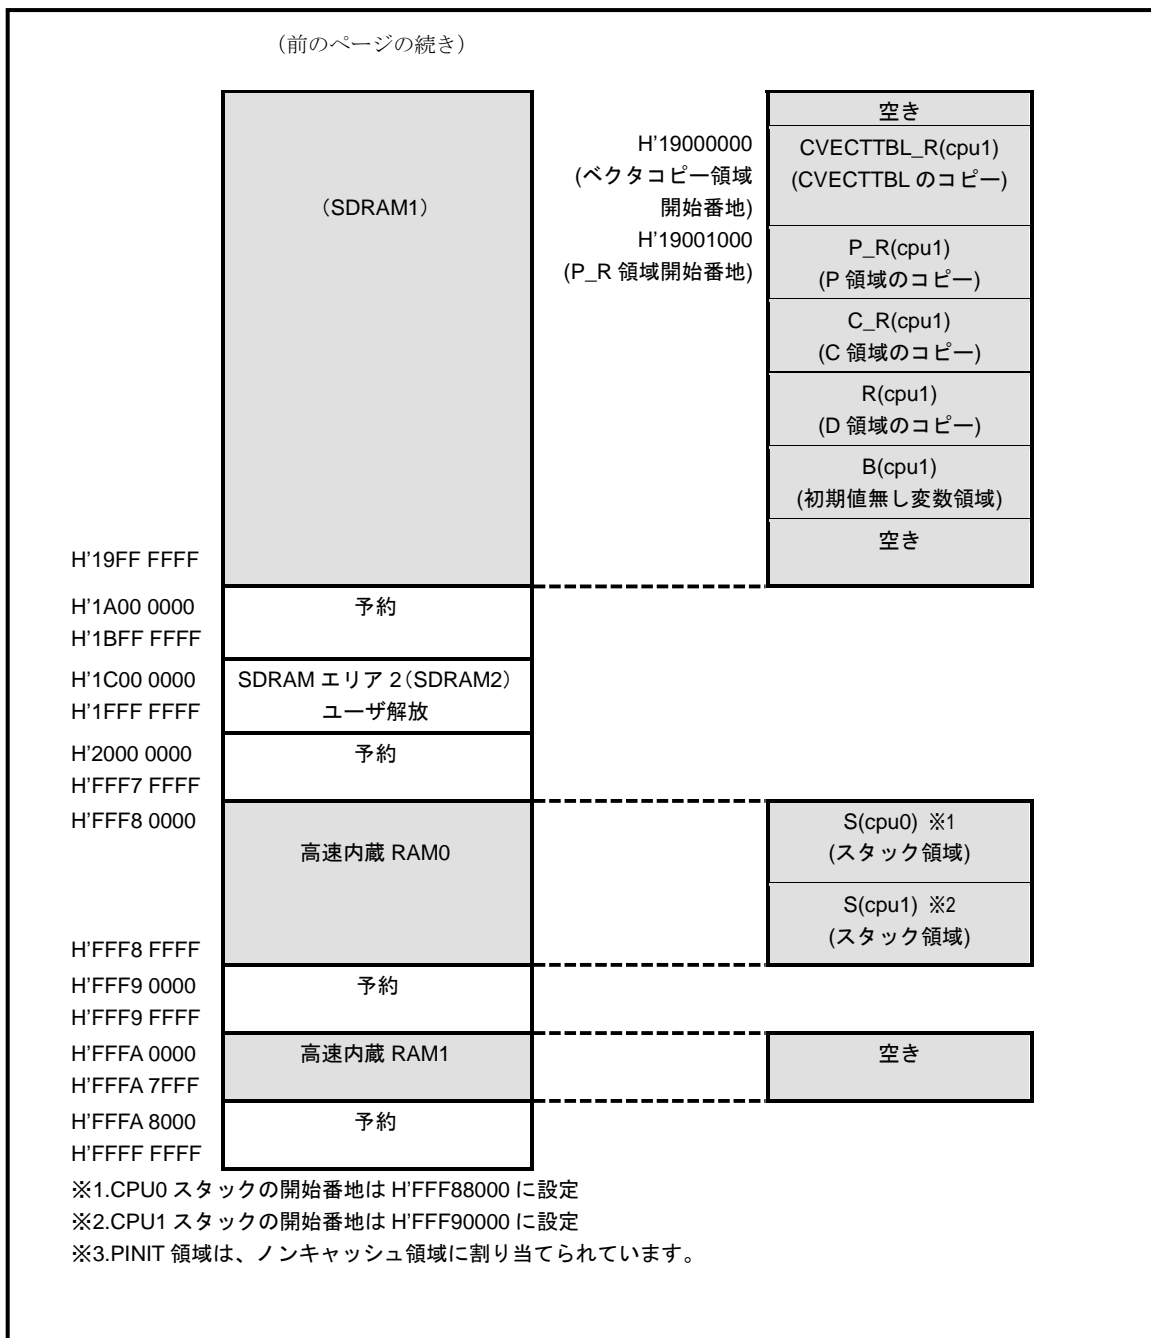 （前のページの続き）
空き
H'19000000
(ベクタコピー領域
開始番地)
CVECTTBL_R(cpu1)
(CVECTTBL のコピー)
（SDRAM1）
H'19001000
(P_R 領域開始番地)
P_R(cpu1)
(P 領域のコピー)
C_R(cpu1)
(C 領域のコピー)
R(cpu1)
(D 領域のコピー)
B(cpu1)
(初期値無し変数領域)
空き
H'19FF FFFF
H'1A00 0000
予約
H'1BFF FFFF
H'1C00 0000
SDRAM エリア 2（SDRAM2）
H'1FFF FFFF
ユーザ解放
H'2000 0000
予約
H'FFF7 FFFF
H'FFF8 0000
高速内蔵 RAM0
S(cpu0) ※1
(スタック領域)
S(cpu1) ※2
(スタック領域)
H'FFF8 FFFF
H'FFF9 0000
予約
H'FFF9 FFFF
H'FFFA 0000
高速内蔵 RAM1
空き
H'FFFA 7FFF
H'FFFA 8000
予約
H'FFFF FFFF
※1.CPU0 スタックの開始番地は H'FFF88000 に設定
※2.CPU1 スタックの開始番地は H'FFF90000 に設定
※3.PINIT 領域は、ノンキャッシュ領域に割り当てられています。